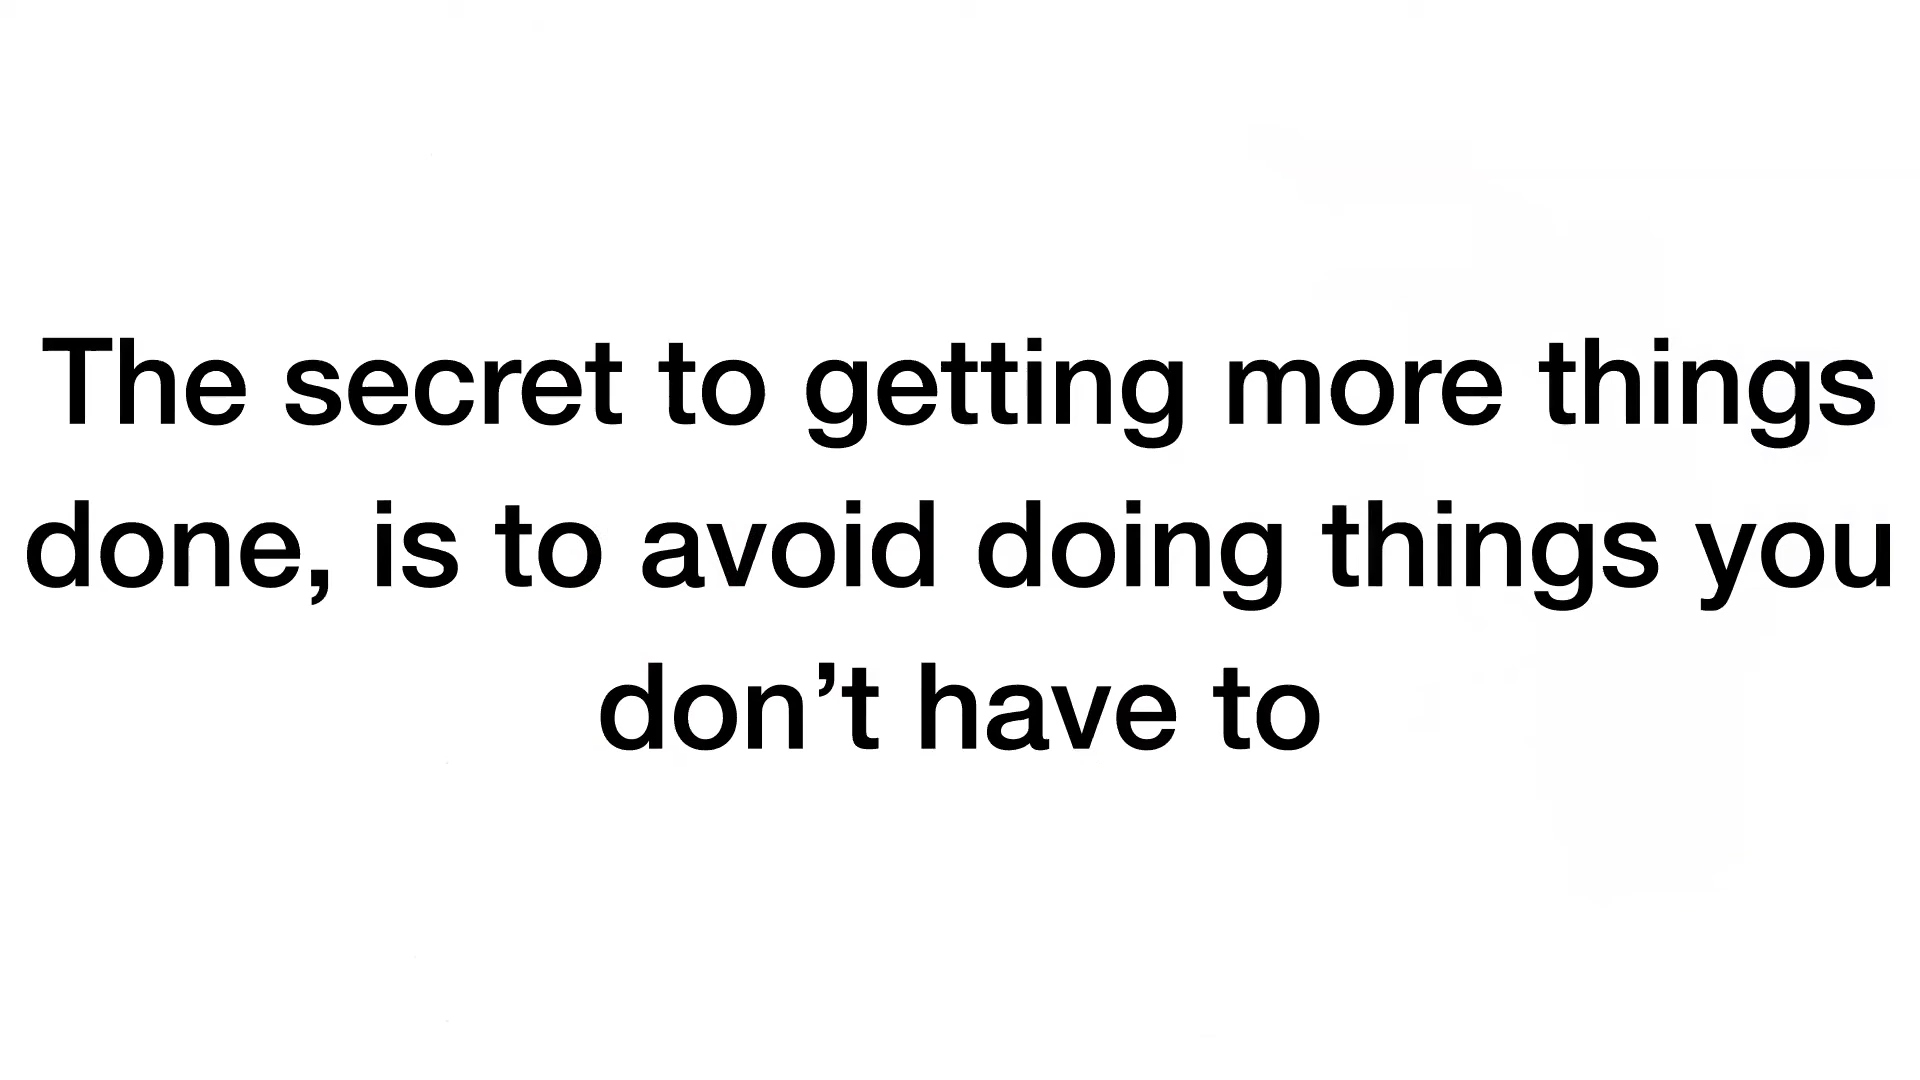 The secret to getting more things
done, is to avoid doing things you
don’t have to